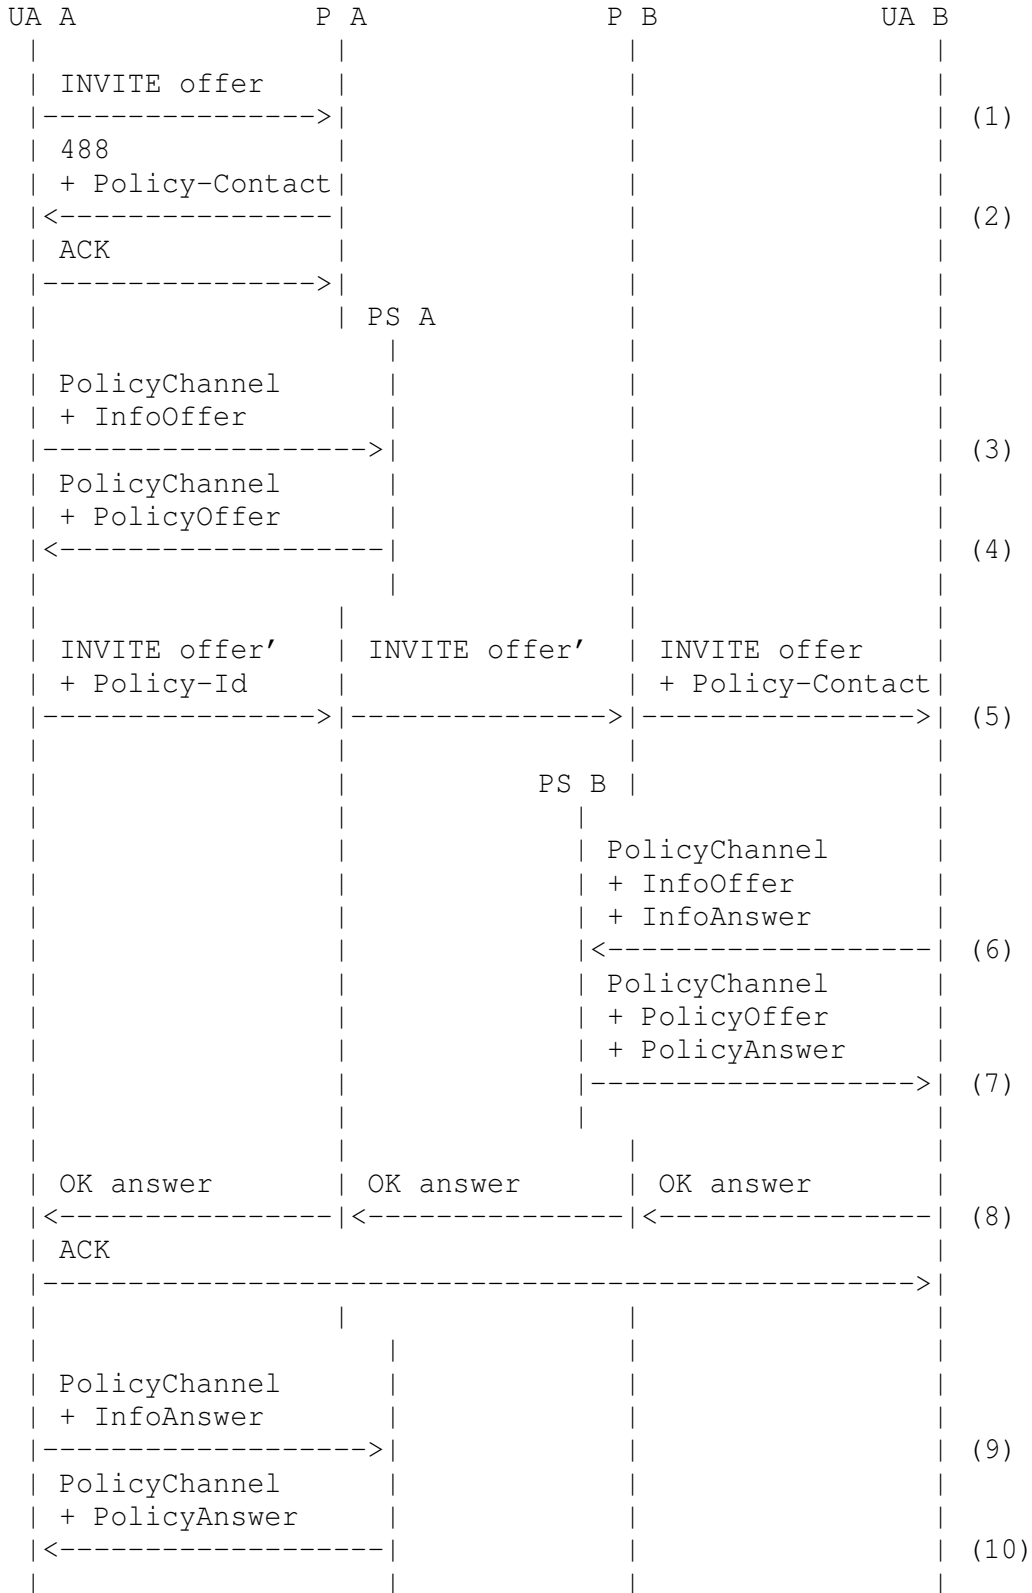 UA A P A P B UA B
INVITE offer
(1)
488
+ Policy-Contact
(2)
ACK
PS A
PolicyChannel
+ InfoOffer
(3)
PolicyChannel
+ PolicyOffer
(4)
INVITE offer' INVITE offer' INVITE offer
+ Policy-Id + Policy-Contact
(5)
PS B
PolicyChannel
+ InfoOffer
+ InfoAnswer
(6)
PolicyChannel
+ PolicyOffer
+ PolicyAnswer
(7)
OK answer OK answer OK answer
(8)
ACK
PolicyChannel
+ InfoAnswer
(9)
PolicyChannel
+ PolicyAnswer
(10)